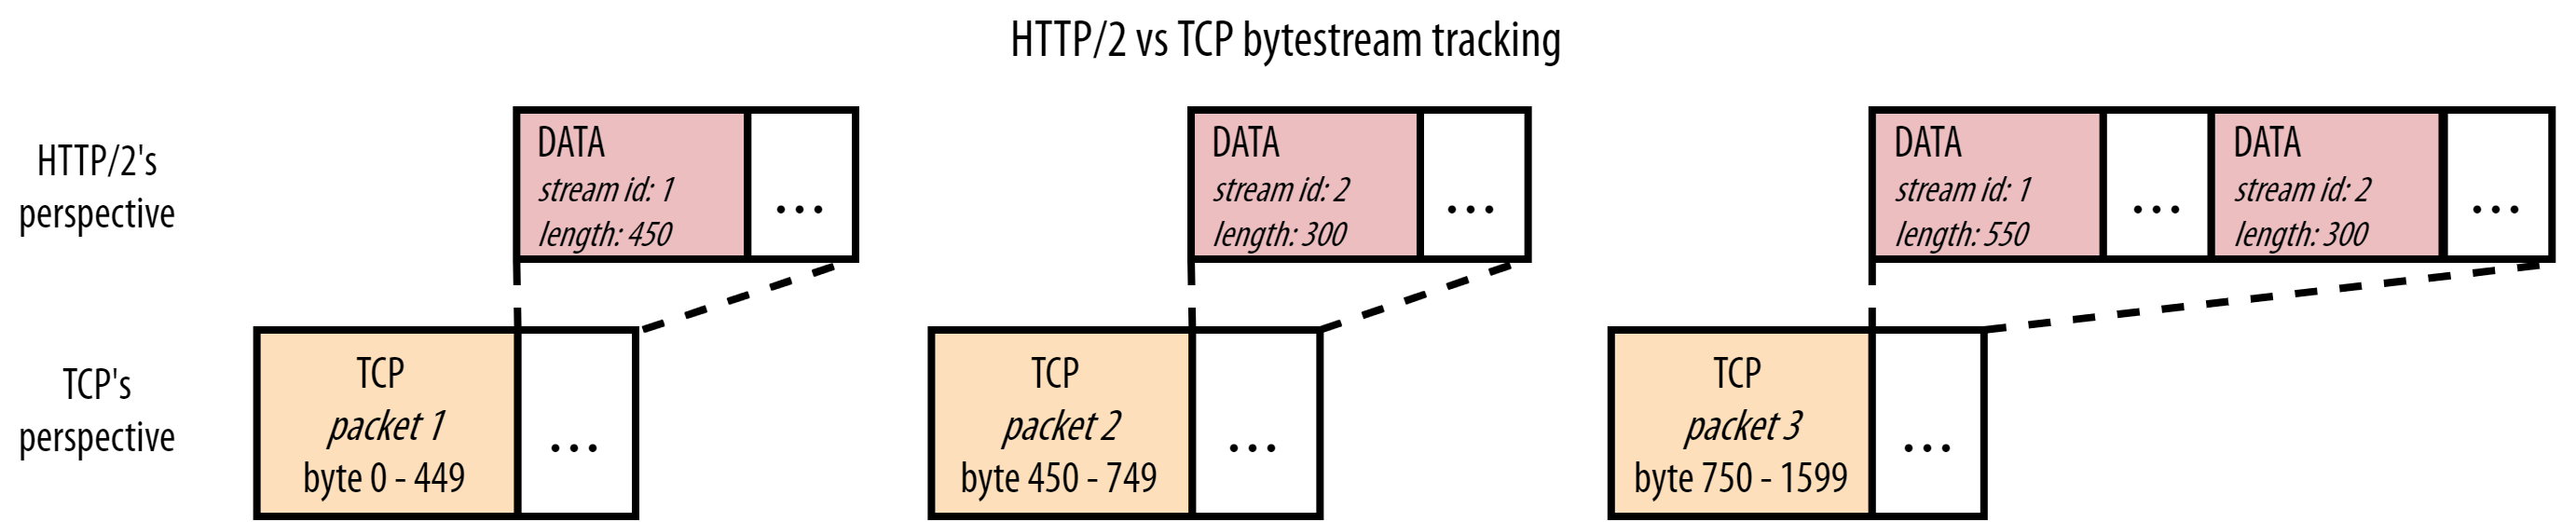 HTTP/2 vs TCP bytestream tracking
HTTP/2's
perspective
DATA
stream id: 1
length: 450
...
DATA
stream id: 2
length: 300
...
DATA
stream id: 1
length: 550
...
DATA
stream id: 2
length: 300
...
TCP's
perspective
TCP
packet 1
byte 0 - 449
...
TCP
packet 2
byte 450 - 749
...
TCP
packet 3
byte 750 - 1599
...